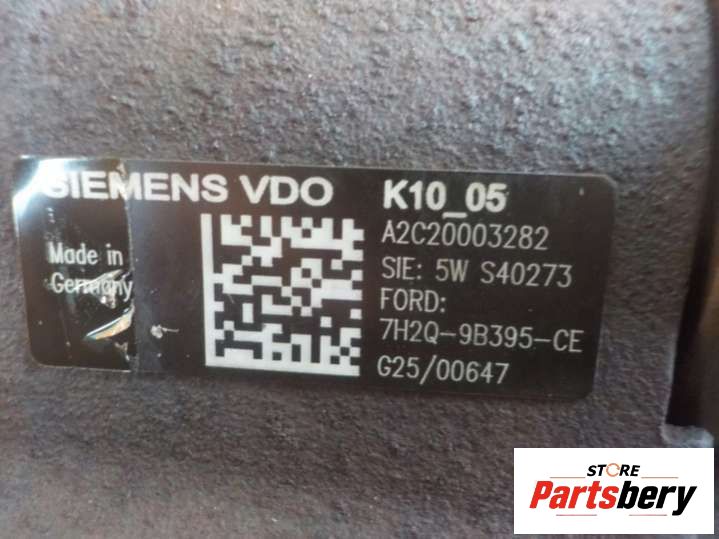 SIEMENS VDO K10_05
Made in
Germany
A2C20003282
SIE: 5W S40273
FORD:
7H2Q-9B395-CE
G25/00647
STORE
Partsbery